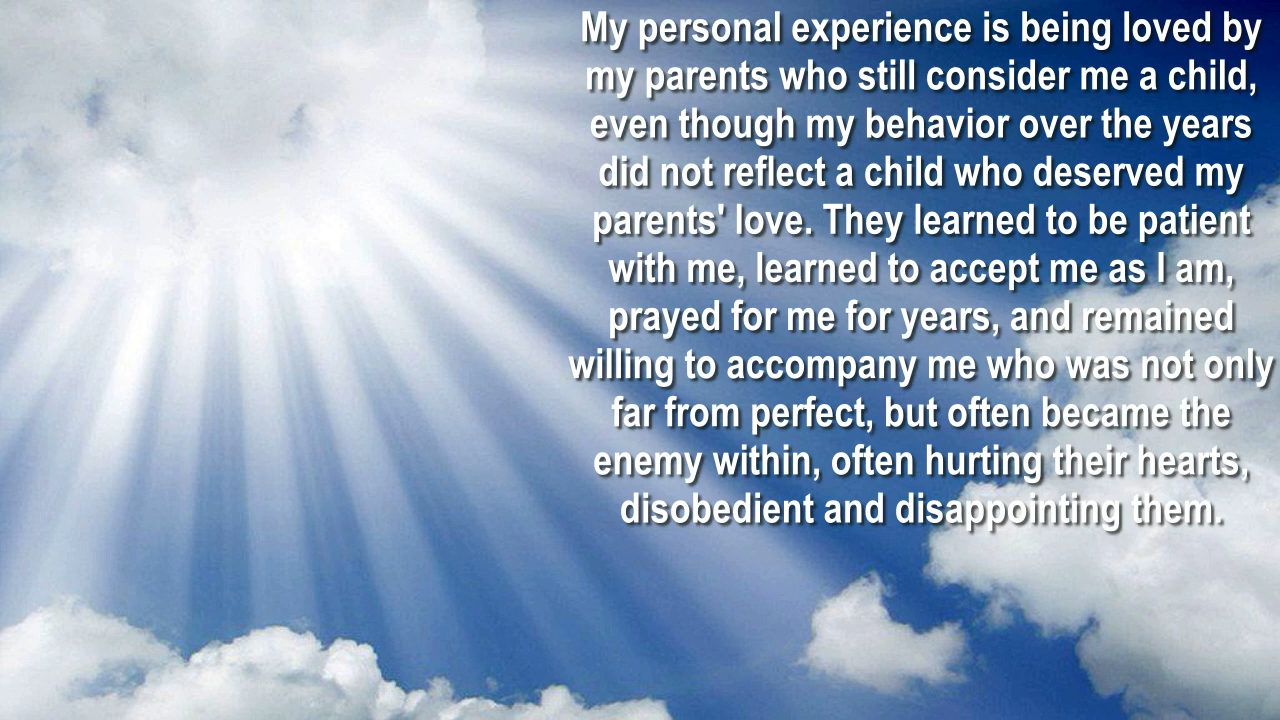 My personal experience is being loved by
my parents who still consider me a child,
even though my behavior over the years
did not reflect a child who deserved my
parents' love. They learned to be patient
with me, learned to accept me as I am,
prayed for me for years, and remained
willing to accompany me who was not only
far from perfect, but often became the
enemy within, often hurting their hearts,
disobedient and disappointing them.